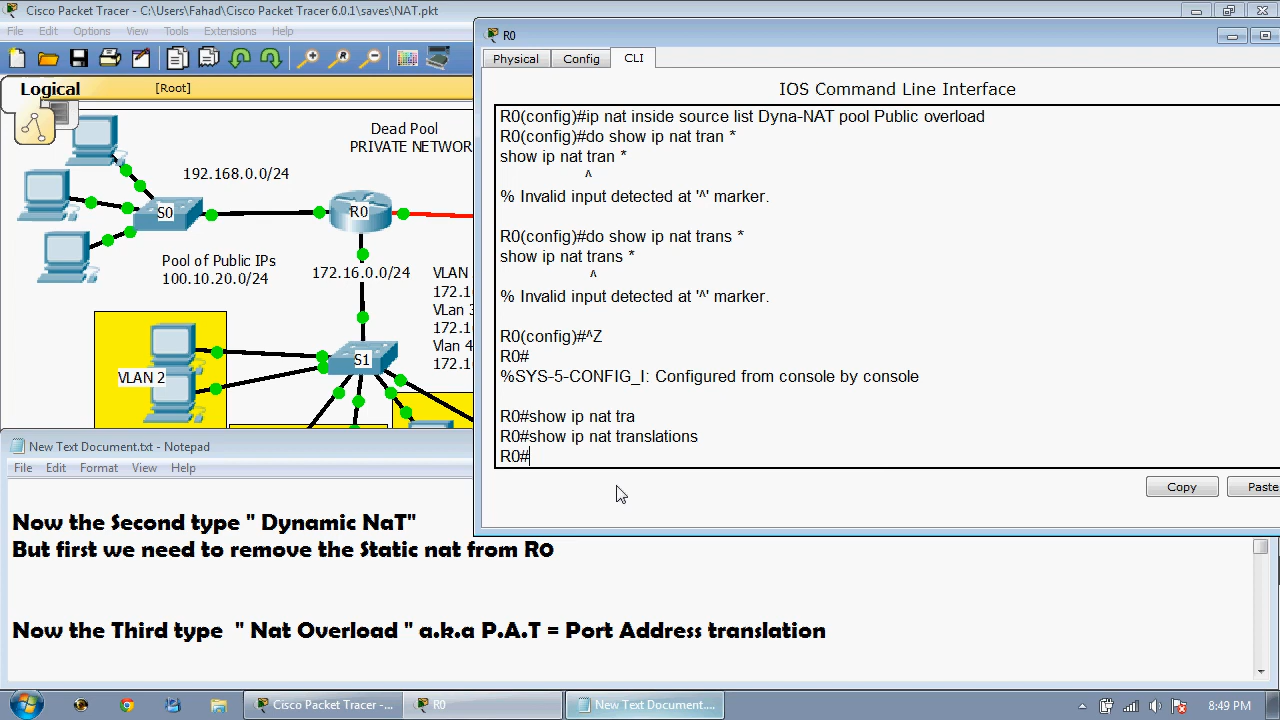 Cisco Packet Tracer - C:\Users\Fahad\Cisco Packet Tracer 6.0.1\saves\NAT.pkt
File Edit Options View Tools Extensions Help
Logical
[Root]
Dead Pool
PRIVATE NETWOR
192.168.0.0/24
S0
R0
Pool of Public IPs
100.10.20.0/24
172.16.0.0/24
VLAN
172.1
VLan 3
172.1
Vlan 4
172.1
VLAN 2
S1
R0
Physical Config CLI
IOS Command Line Interface
R0(config)#ip nat inside source list Dyna-NAT pool Public overload
R0(config)#do show ip nat tran *
show ip nat tran *
^
% Invalid input detected at '^' marker.
R0(config)#do show ip nat trans *
show ip nat trans *
^
% Invalid input detected at '^' marker.
R0(config)#^Z
R0#
%SYS-5-CONFIG_I: Configured from console by console
R0#show ip nat tra
R0#show ip nat translations
R0#
Copy Paste
New Text Document.txt - Notepad
File Edit Format View Help
Now the Second type " Dynamic NaT"
But first we need to remove the Static nat from R0
Now the Third type " Nat Overload " a.k.a P.A.T = Port Address translation
Cisco Packet Tracer -... R0 New Text Document.... 8:49 PM